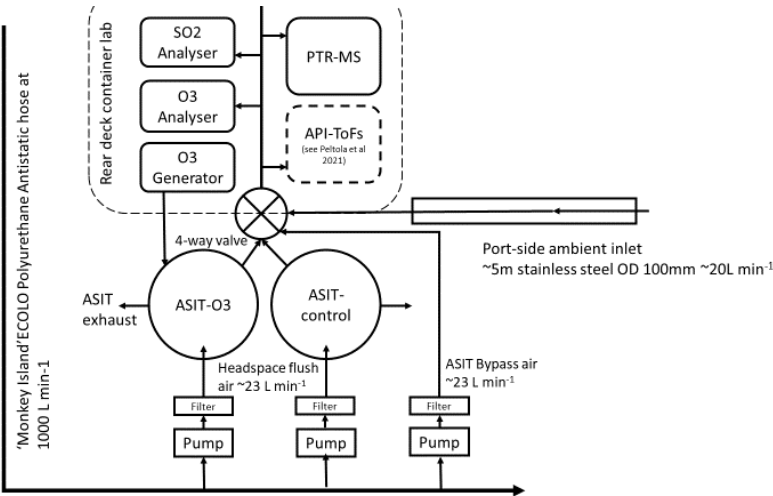 'Monkey Island'ECOLO Polyurethane Antistatic hose at
1000 L min-1
Rear deck container lab
SO2
Analyser
O3
Analyser
O3
Generator
PTR-MS
API-ToFs
(see Peltola et al
2021)
4-way valve
Port-side ambient inlet
~5m stainless steel OD 100mm ~20L min-1
ASIT
exhaust
ASIT-O3
ASIT-
control
Headspace flush
air ~23 L min-1
ASIT Bypass air
~23 L min-1
Filter
Filter
Filter
Pump
Pump
Pump